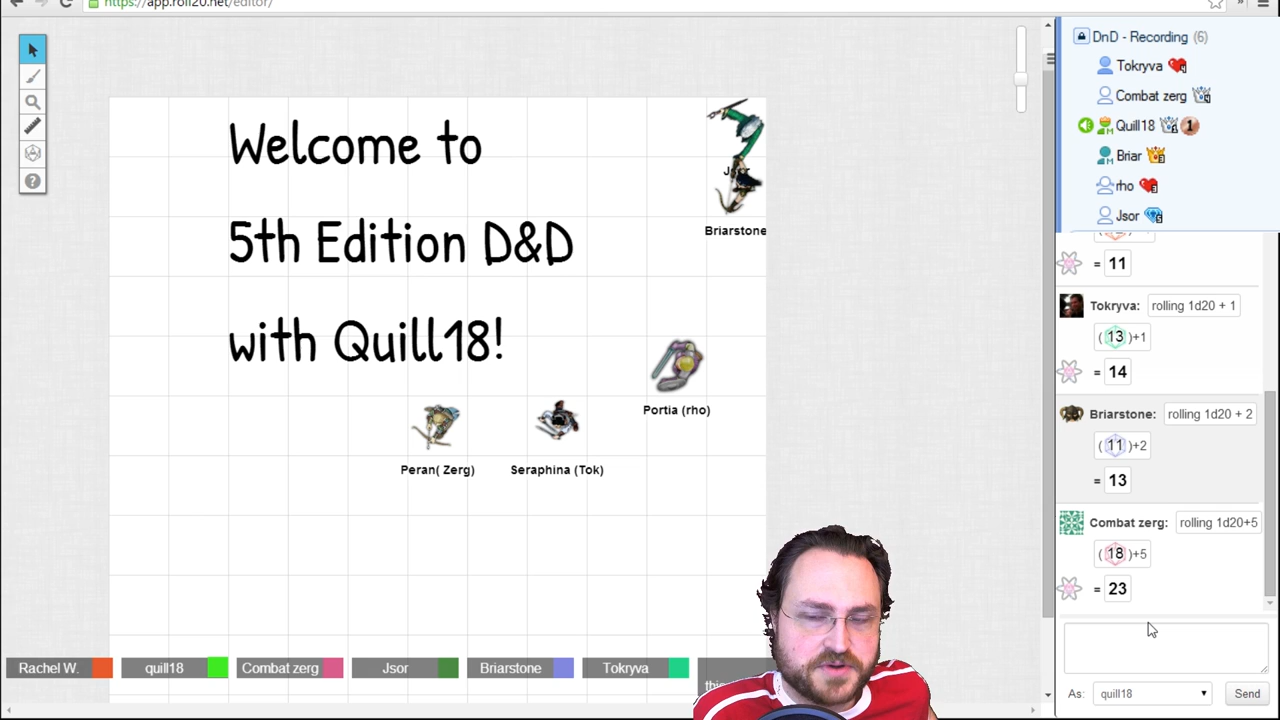 https://app.roll20.net/editor/
Welcome to
5th Edition D&D
with Quill18!
Briarstone
Portia (rho)
Peran( Zerg)
Seraphina (Tok)
Rachel W.
quill18
Combat zerg
Jsor
Briarstone
Tokryva
DnD - Recording (6)
Tokryva
Combat zerg
Quill18 1
Briar
rho
Jsor
= 11
Tokryva: rolling 1d20 + 1
(13)+1
= 14
Briarstone: rolling 1d20 + 2
(11)+2
= 13
Combat zerg: rolling 1d20+5
(18)+5
= 23
As: quill18 Send